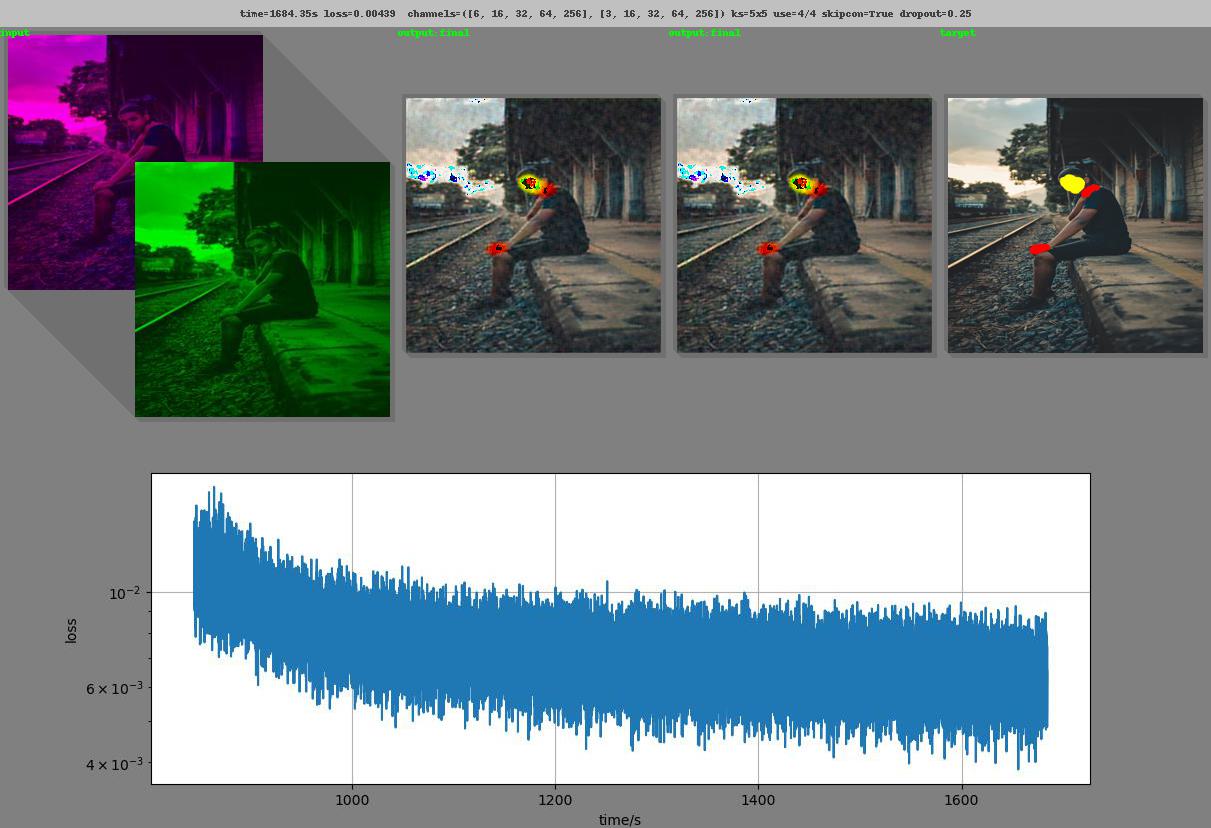 time=1684.35s loss=0.00439 channels=([6, 16, 32, 64, 256], [3, 16, 32, 64, 256]) ks=5x5 use=4/4 skipcon=True dropout=0.25
input
output:final
output:final
target
10⁻²
6 × 10⁻³
4 × 10⁻³
loss
1000
1200
1400
1600
time/s